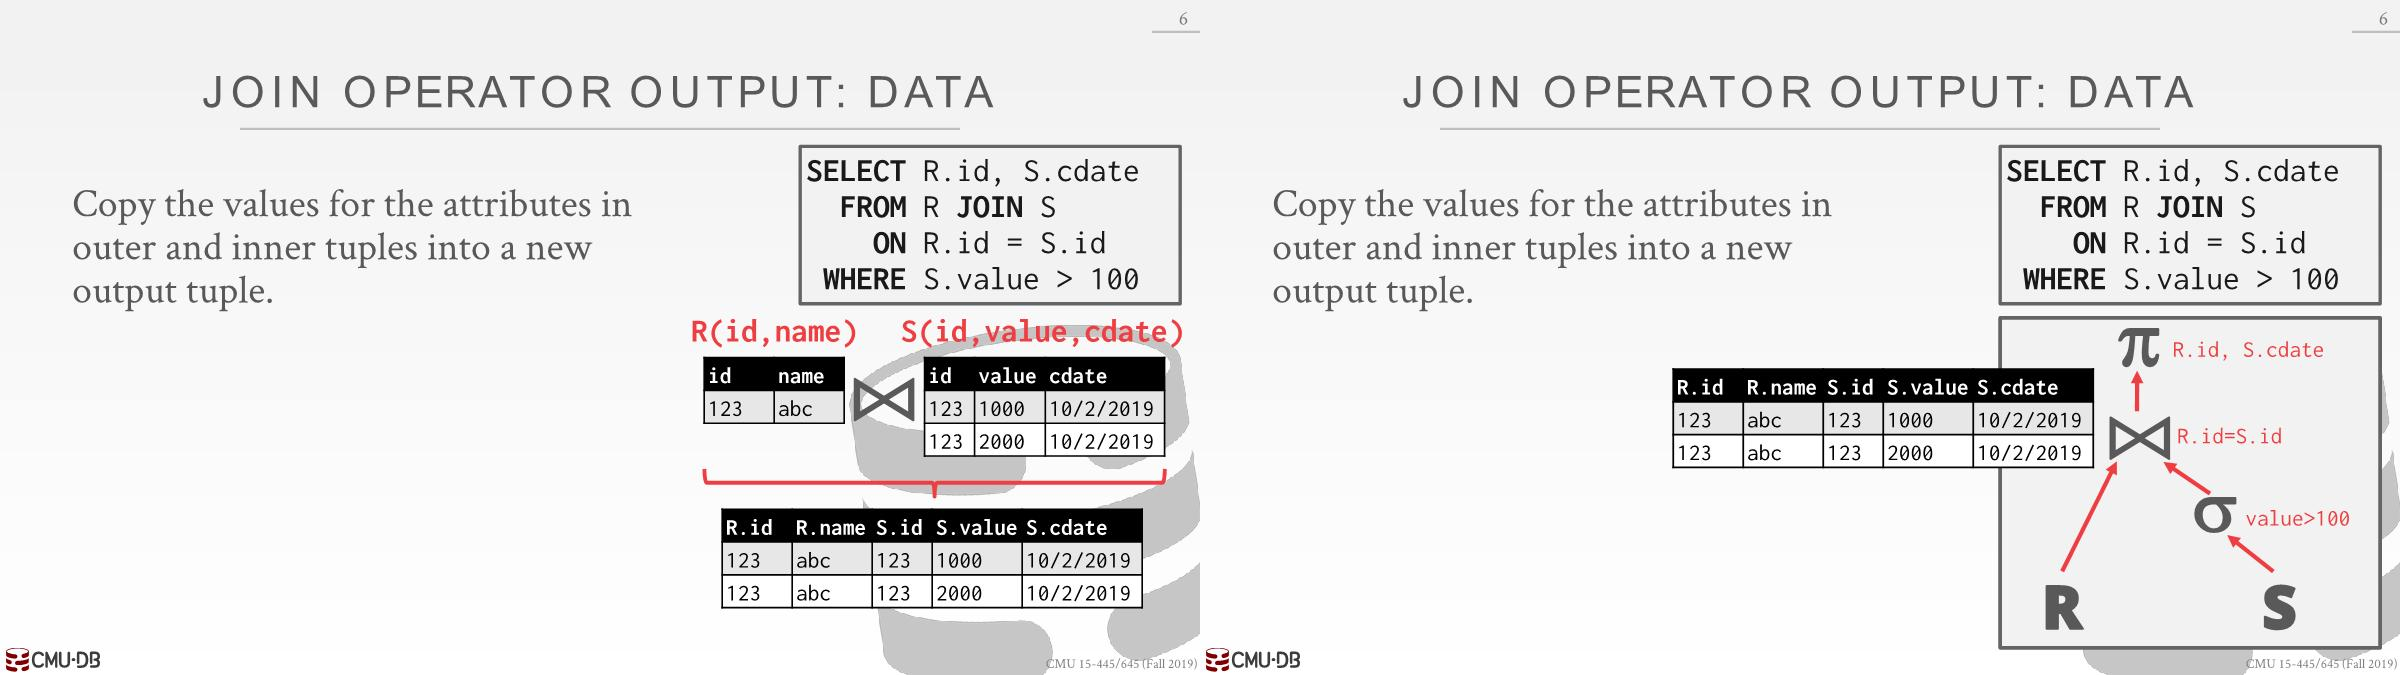 6
JOIN OPERATOR OUTPUT: DATA
Copy the values for the attributes in
outer and inner tuples into a new
output tuple.
SELECT R.id, S.cdate
FROM R JOIN S
ON R.id = S.id
WHERE S.value > 100
R(id,name) S(id,value,cdate)
id name
123 abc
⋈
id value cdate
123 1000 10/2/2019
123 2000 10/2/2019
R.id R.name S.id S.value S.cdate
123 abc 123 1000 10/2/2019
123 abc 123 2000 10/2/2019
CMU·DB
CMU 15-445/645 (Fall 2019)
6
JOIN OPERATOR OUTPUT: DATA
Copy the values for the attributes in
outer and inner tuples into a new
output tuple.
SELECT R.id, S.cdate
FROM R JOIN S
ON R.id = S.id
WHERE S.value > 100
R.id R.name S.id S.value S.cdate
123 abc 123 1000 10/2/2019
123 abc 123 2000 10/2/2019
π R.id, S.cdate
⋈ R.id=S.id
σ value>100
R S
CMU·DB
CMU 15-445/645 (Fall 2019)